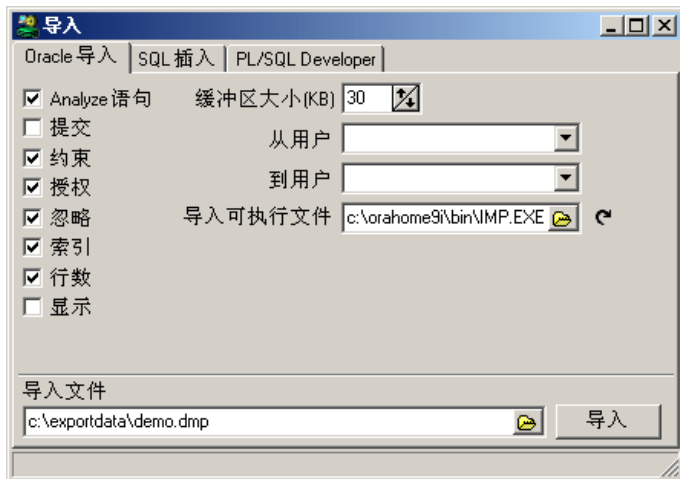 导入
Oracle 导入 SQL 插入 PL/SQL Developer
Analyze 语句 缓冲区大小(KB) 30
提交
从用户
约束
授权
到用户
忽略
导入可执行文件 c:\orahome9i\bin\IMP.EXE
索引
行数
显示
导入文件
c:\exportdata\demo.dmp 导入